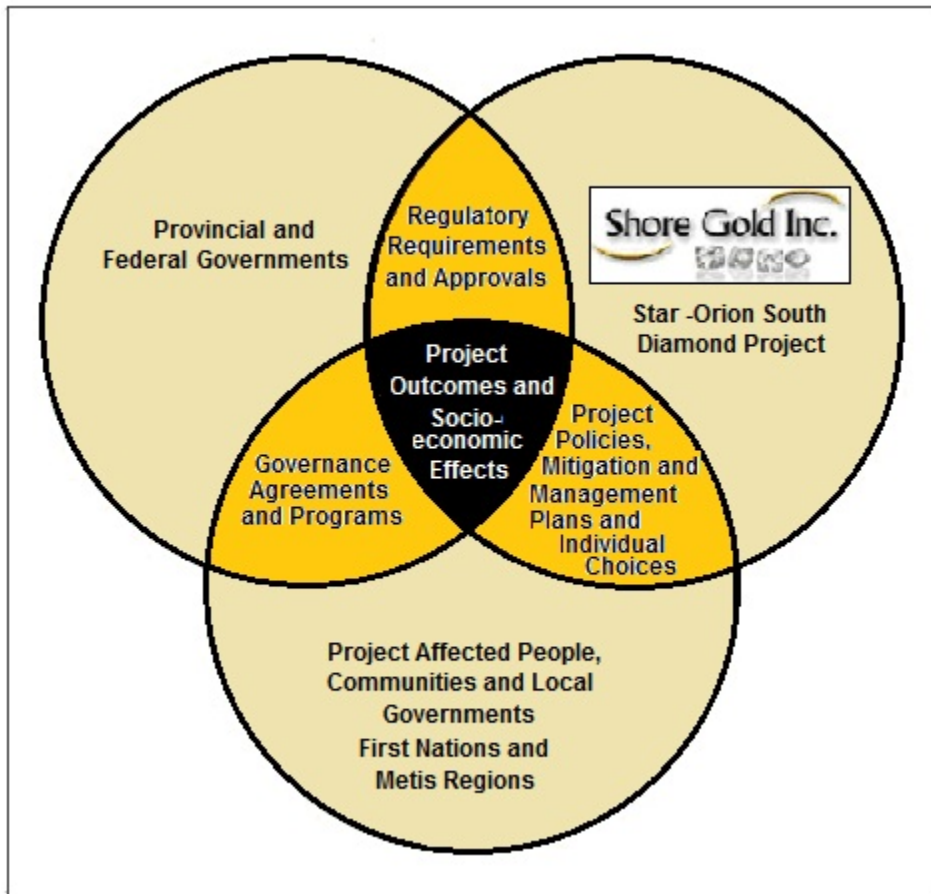 Provincial and
Federal Governments
Regulatory
Requirements
and Approvals
Shore Gold Inc.
Star -Orion South
Diamond Project
Project
Outcomes and
Socio-
economic
Effects
Governance
Agreements
and Programs
Project
Policies,
Mitigation and
Management
Plans and
Individual
Choices
Project Affected People,
Communities and Local
Governments
First Nations and
Metis Regions